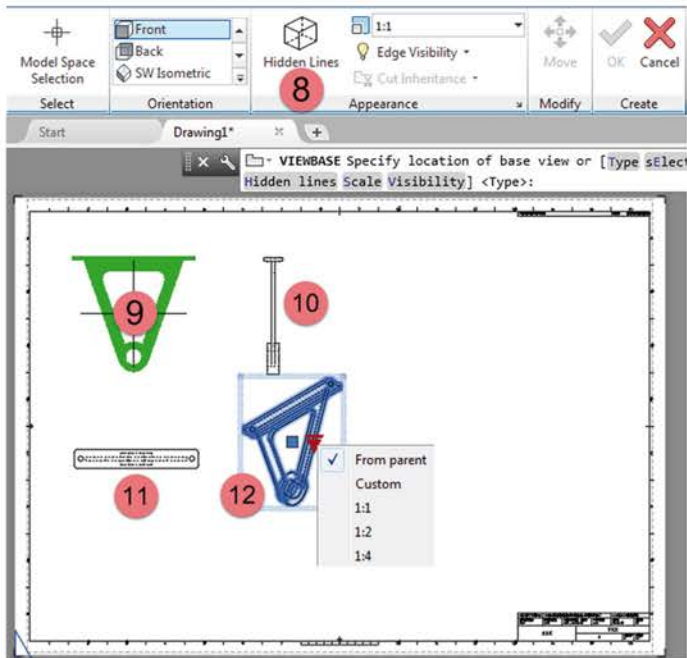 Front
Back
SW Isometric
Model Space
Selection
Hidden Lines
8
1:1
Edge Visibility
Cut Inheritance
Move
OK
Cancel
Select
Orientation
Appearance
Modify
Create
Start
Drawing1*
VIEWBASE Specify location of base view or [Type sElect
Hidden lines Scale Visibility] <Type>:
9
10
11
12
From parent
Custom
1:1
1:2
1:4